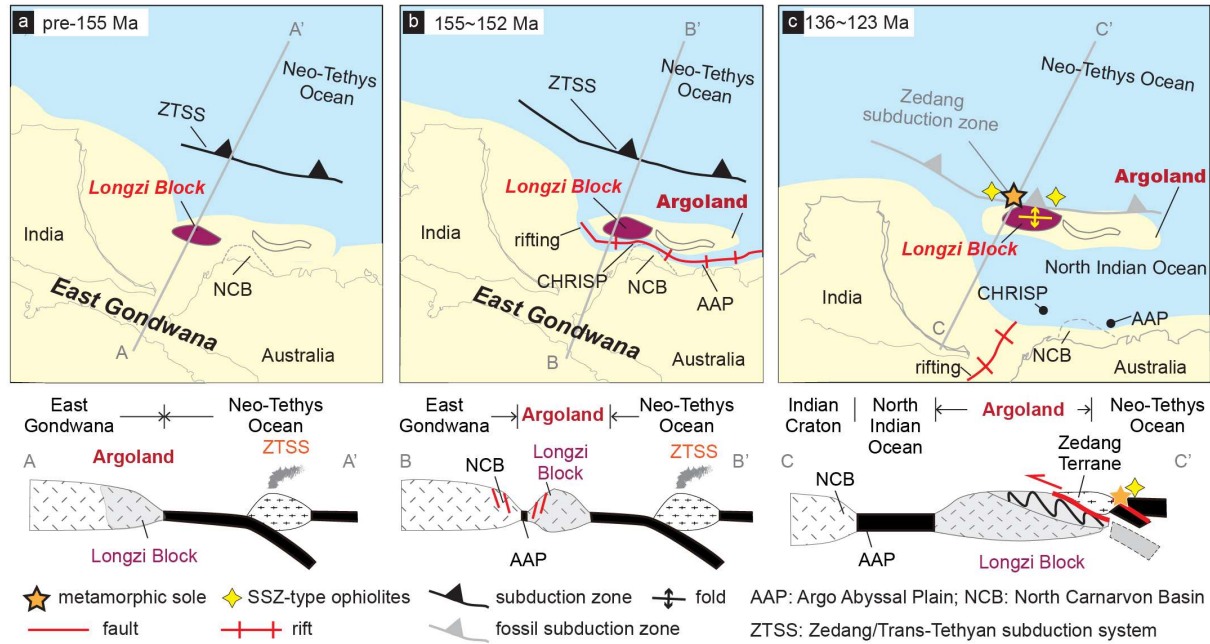 a pre-155 Ma
A'
Neo-Tethys
Ocean
ZTSS
Longzi Block
India
NCB
East Gondwana
A
Australia
b 155~152 Ma
B'
Neo-Tethys
Ocean
ZTSS
Longzi Block
Argoland
rifting
India
CHRISP
NCB
AAP
East Gondwana
B
Australia
c 136~123 Ma
C'
Neo-Tethys Ocean
Zedang
subduction zone
Argoland
Longzi Block
North Indian Ocean
India
CHRISP
AAP
C
NCB
rifting
Australia
East
Gondwana
Neo-Tethys
Ocean
ZTSS
A
Argoland
A'
Longzi Block
East
Gondwana
Argoland
Neo-Tethys
Ocean
ZTSS
B
NCB
Longzi
Block
B'
AAP
Indian
Craton
North
Indian
Ocean
Argoland
Neo-Tethys
Ocean
Zedang
Terrane
C
C'
NCB
AAP
Longzi Block
metamorphic sole
SSZ-type ophiolites
subduction zone
fold
AAP: Argo Abyssal Plain; NCB: North Carnarvon Basin
fault
rift
fossil subduction zone
ZTSS: Zedang/Trans-Tethyan subduction system